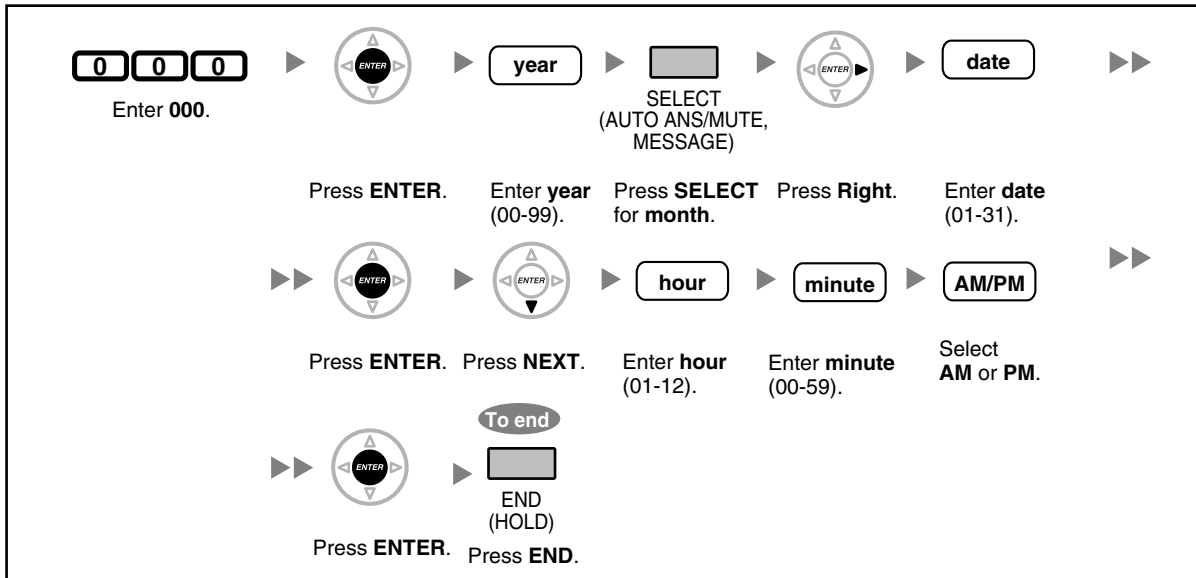 0 0 0
Enter 000.
ENTER
Press ENTER.
year
Enter year
(00-99).
SELECT
(AUTO ANS/MUTE,
MESSAGE)
Press SELECT
for month.
ENTER
Press Right.
date
Enter date
(01-31).
ENTER
Press ENTER.
ENTER
Press NEXT.
hour
Enter hour
(01-12).
minute
Enter minute
(00-59).
AM/PM
Select
AM or PM.
ENTER
Press ENTER.
To end
END
(HOLD)
Press END.